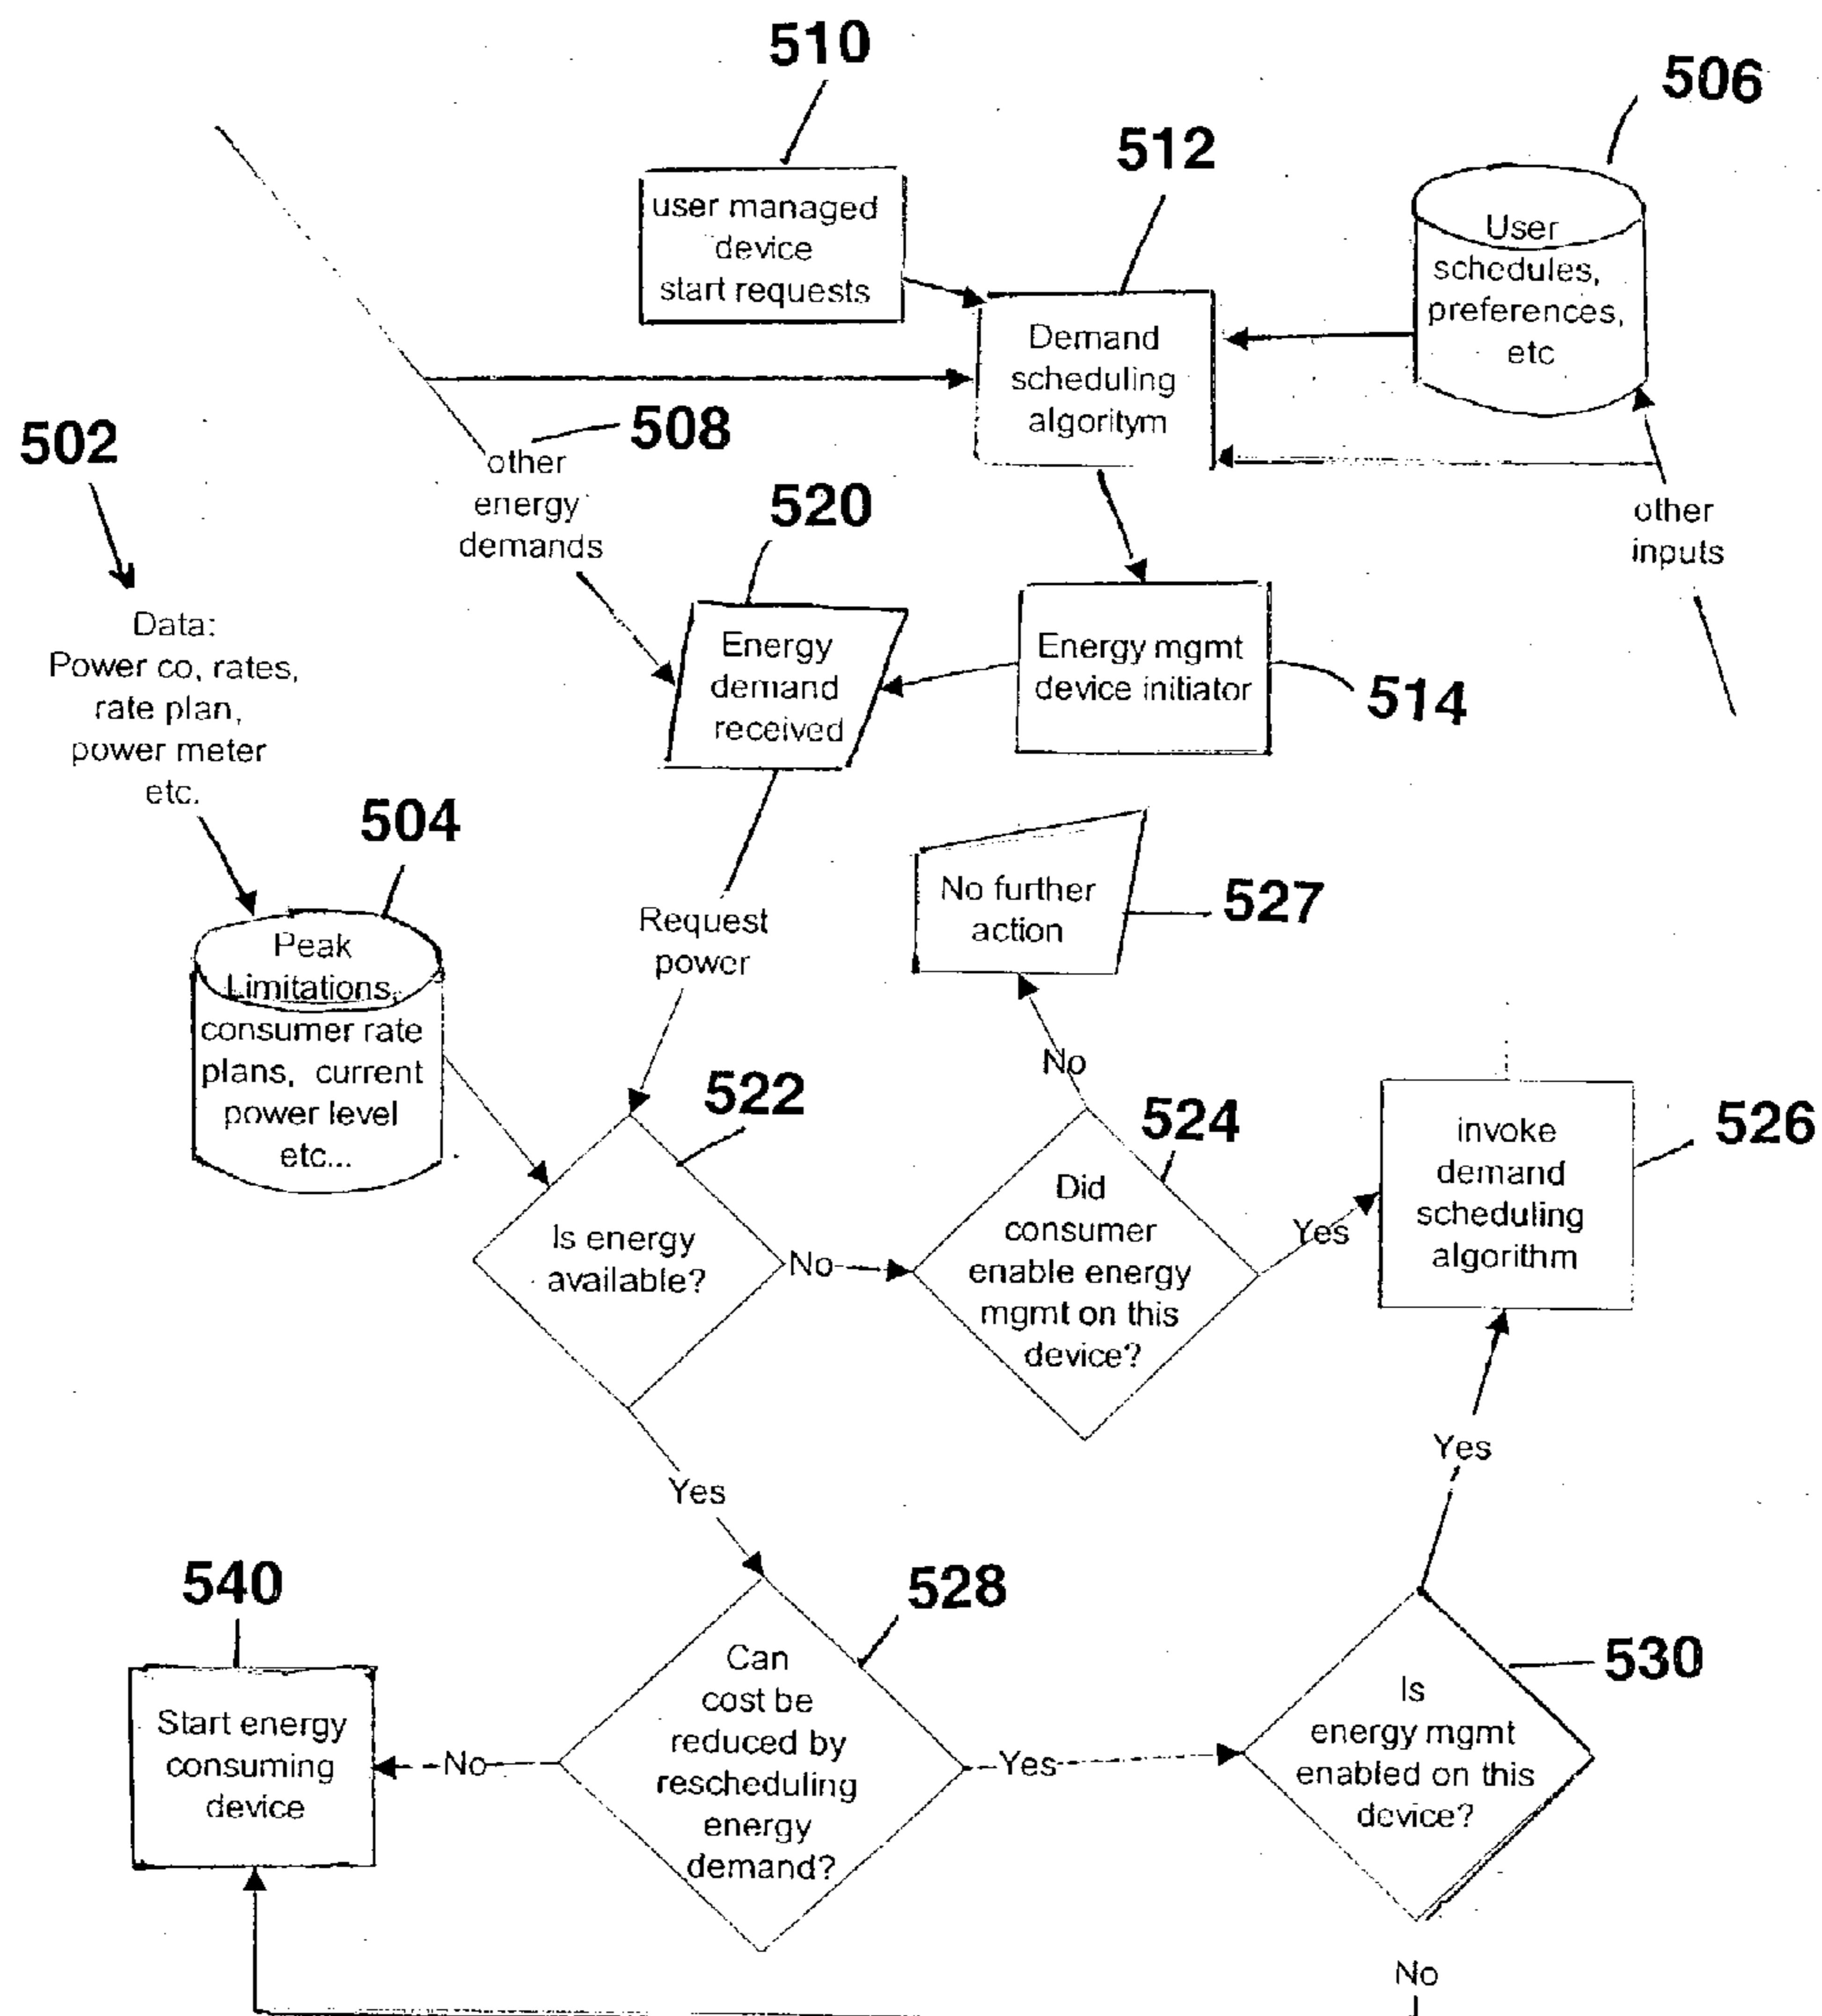 510
506
512
user managed
device
start requests
User
schedules,
preferences,
etc
Demand
scheduling
algoritym
502
508
other
energy
demands
520
other
inputs
Data:
Power co, rates,
rate plan,
power meter
etc.
Energy
demand
received
Energy mgmt
device initiator
514
504
Request
power
No further
action
527
Peak
Limitations,
consumer rate
plans, current
power level
etc...
No
522
524
526
invoke
demand
scheduling
algorithm
Is energy
available?
No
Did
consumer
enable energy
mgmt on this
device?
Yes
Yes
Yes
540
528
530
Start energy
consuming
device
No
Can
cost be
reduced by
rescheduling
energy
demand?
Yes
Is
energy mgmt
enabled on this
device?
No